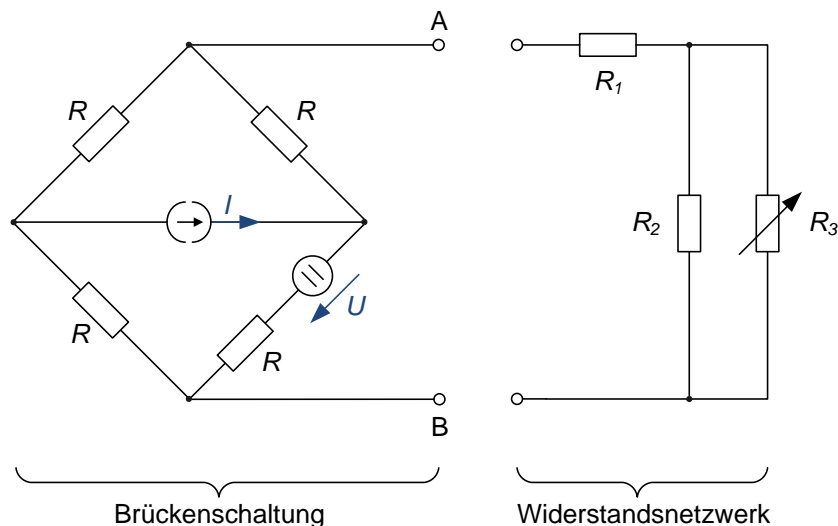 A
R
R
R₁
I
R₂
R₃
R
U
R
B
Brückenschaltung
Widerstandsnetzwerk